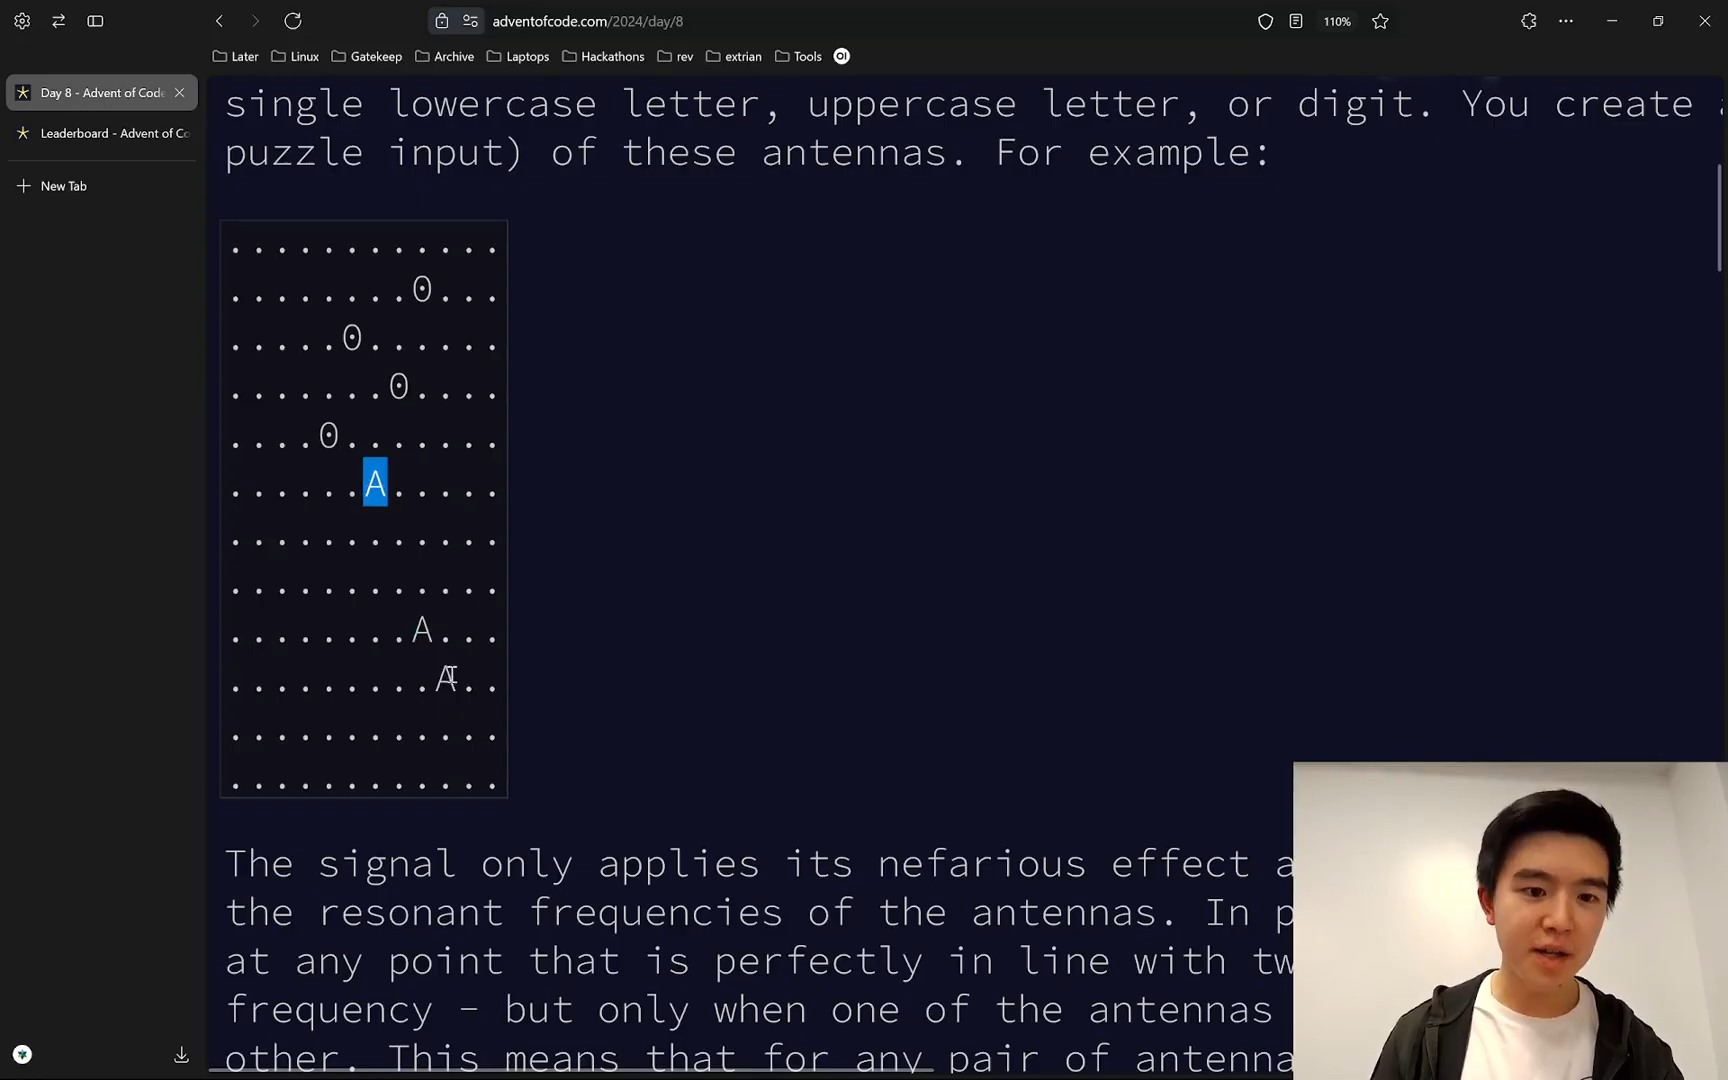 adventofcode.com/2024/day/8
110%
Later
Linux
Gatekeep
Archive
Laptops
Hackathons
rev
extrian
Tools
Day 8 - Advent of Code
Leaderboard - Advent of Co
New Tab
single lowercase letter, uppercase letter, or digit. You create a
puzzle input) of these antennas. For example:
............
........0...
.....0......
.......0....
....0.......
......A.....
............
............
........A...
.........A..
............
............
The signal only applies its nefarious effect a
the resonant frequencies of the antennas. In p
at any point that is perfectly in line with tw
frequency - but only when one of the antennas
other. This means that for any pair of antenna